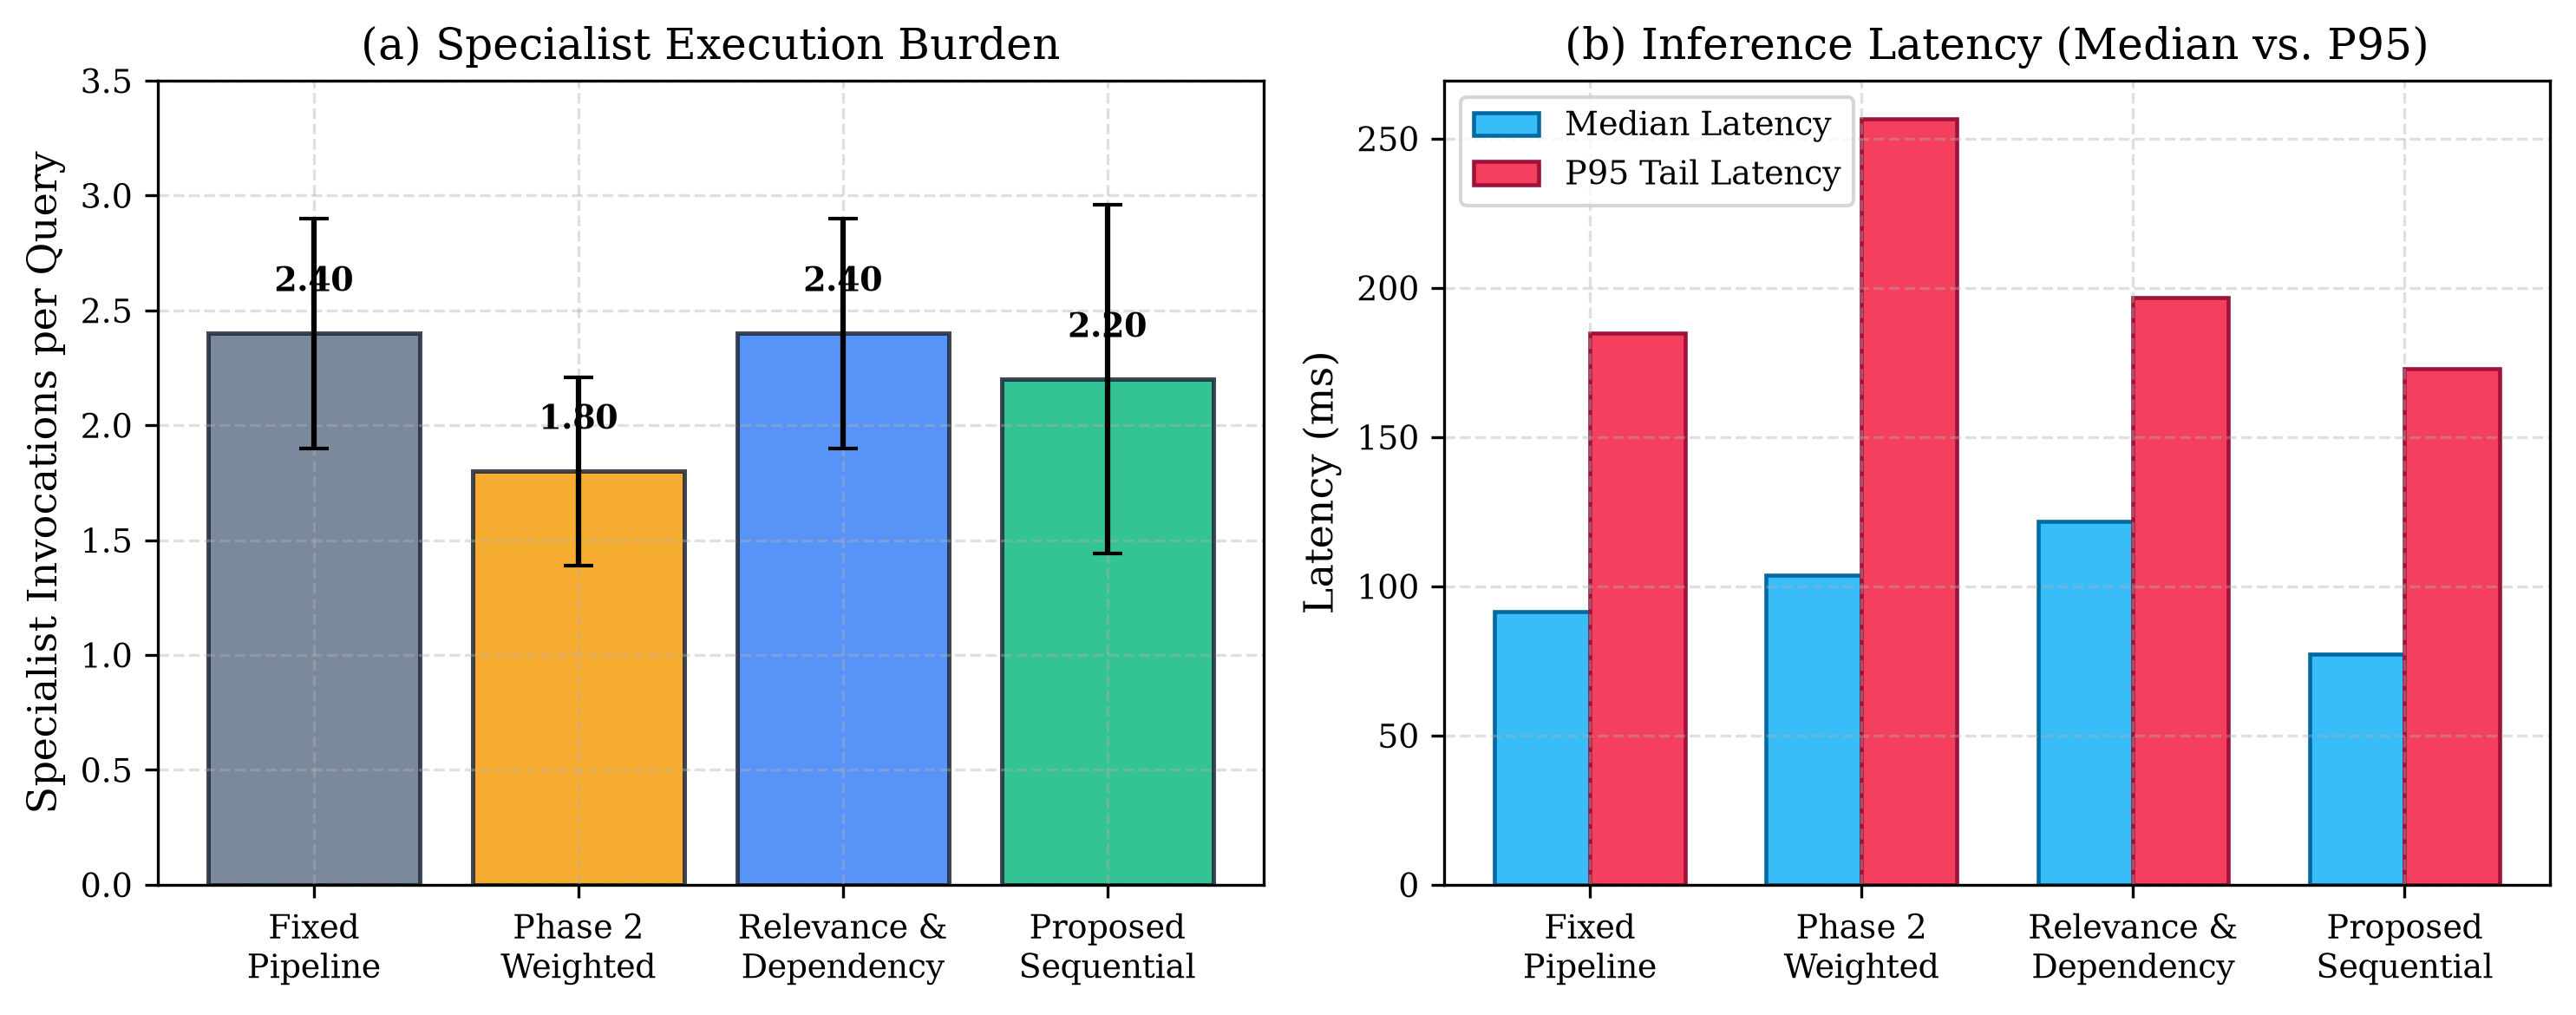 (a) Specialist Execution Burden
Specialist Invocations per Query
3.5
3.0
2.5
2.0
1.5
1.0
0.5
0.0
2.40
1.80
2.40
2.20
Fixed
Pipeline
Phase 2
Weighted
Relevance &
Dependency
Proposed
Sequential
(b) Inference Latency (Median vs. P95)
Latency (ms)
250
200
150
100
50
0
Median Latency
P95 Tail Latency
Fixed
Pipeline
Phase 2
Weighted
Relevance &
Dependency
Proposed
Sequential